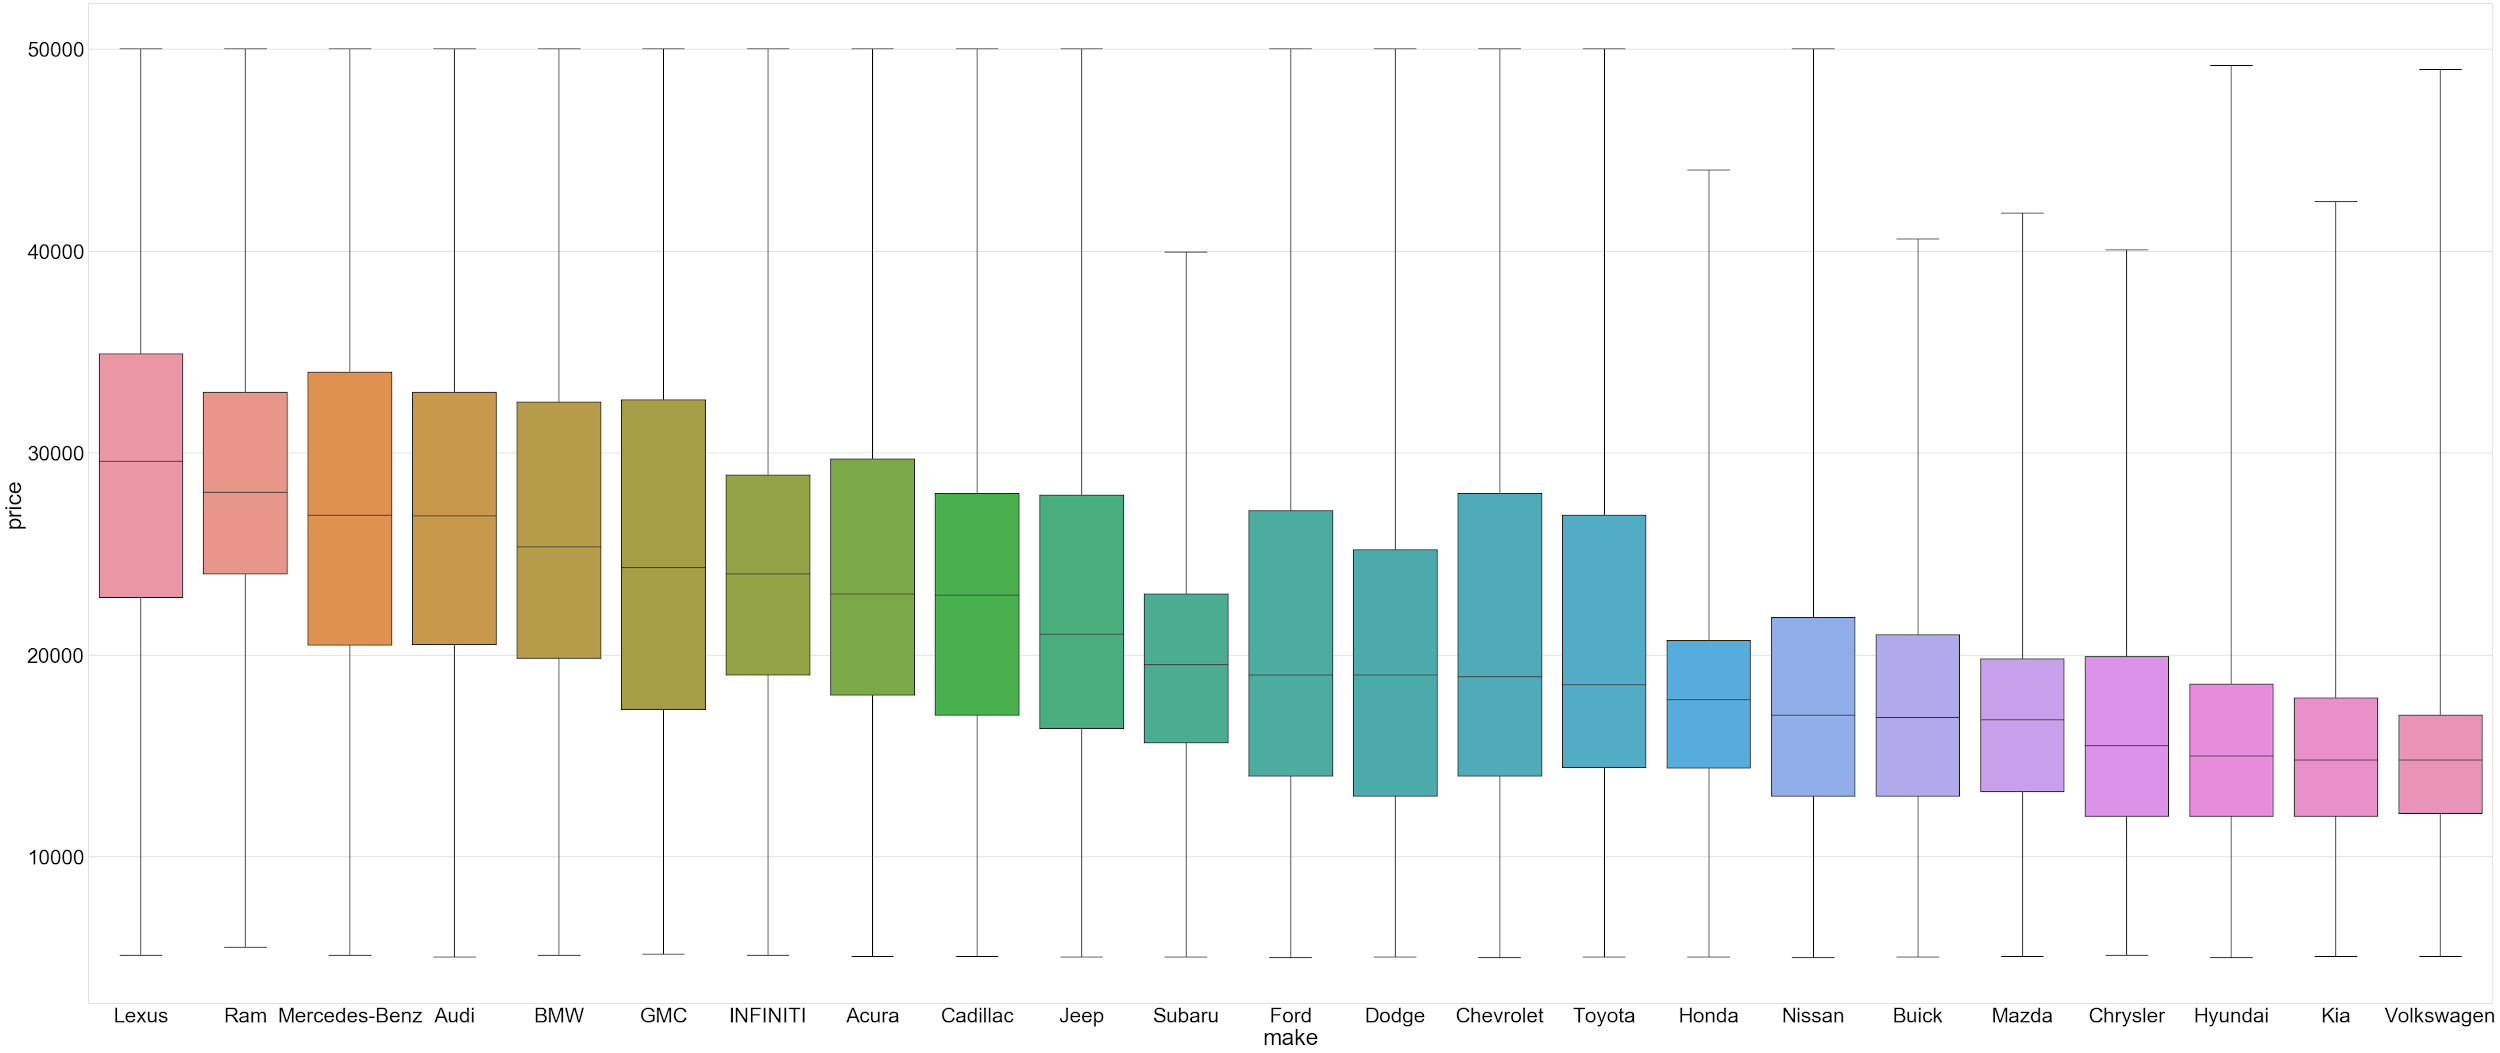 50000
40000
30000
20000
10000
price
Lexus Ram Mercedes-Benz Audi BMW GMC INFINITI Acura Cadillac Jeep Subaru Ford Dodge Chevrolet Toyota Honda Nissan Buick Mazda Chrysler Hyundai Kia Volkswagen
make